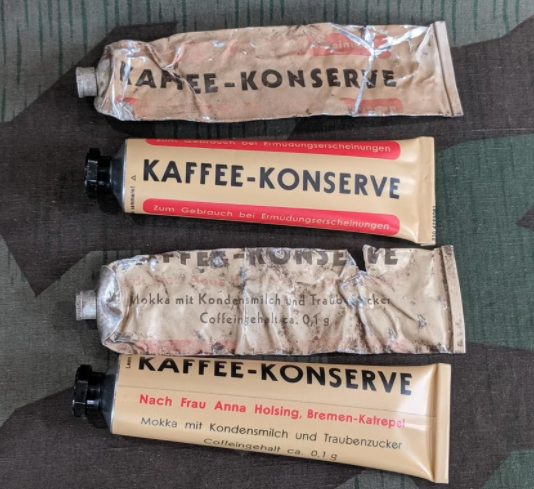 KAFFEE-KONSERVE
Zum Gebrauch bei Ermüdungserscheinungen
KAFFEE-KONSERVE
Zum Gebrauch bei Ermüdungserscheinungen
KAFFEE-KONSERVE
Mokka mit Kondensmilch und Traubenzucker
Coffeingehalt ca. 0,1 g
KAFFEE-KONSERVE
Nach Frau Anna Holsing, Bremen-Katrepel
Mokka mit Kondensmilch und Traubenzucker
Coffeingehalt ca. 0,1 g